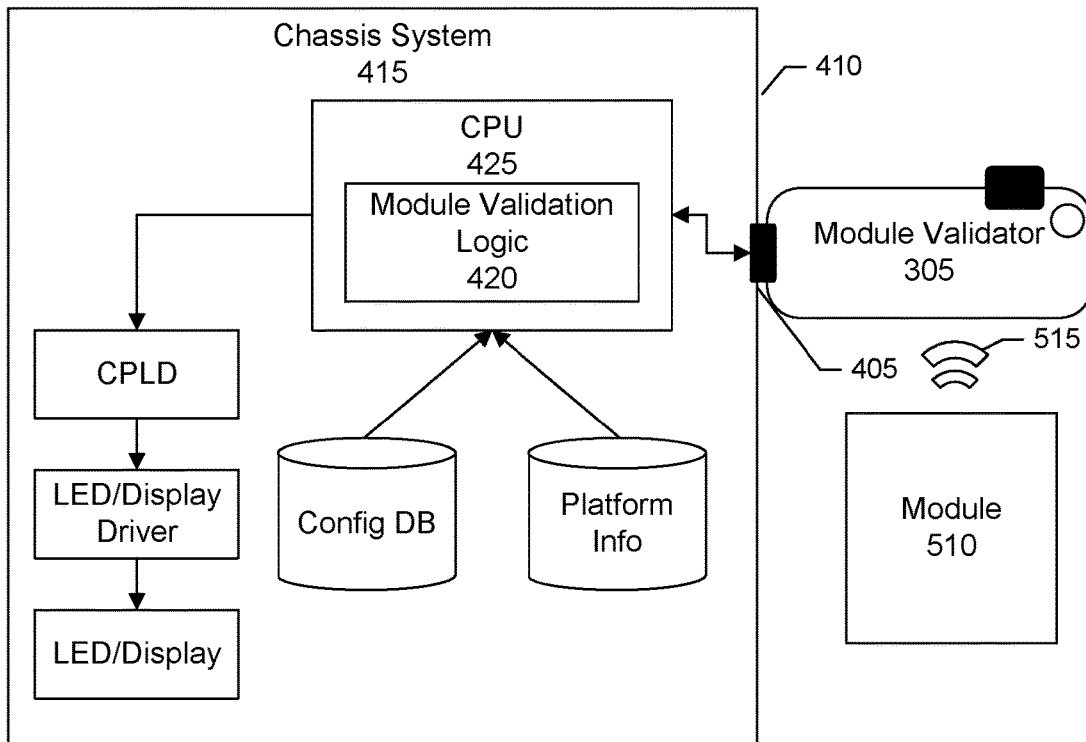 Chassis System
415
410
CPU
425
Module Validation
Logic
420
Module Validator
305
515
405
CPLD
LED/Display
Driver
LED/Display
Config DB
Platform
Info
Module
510